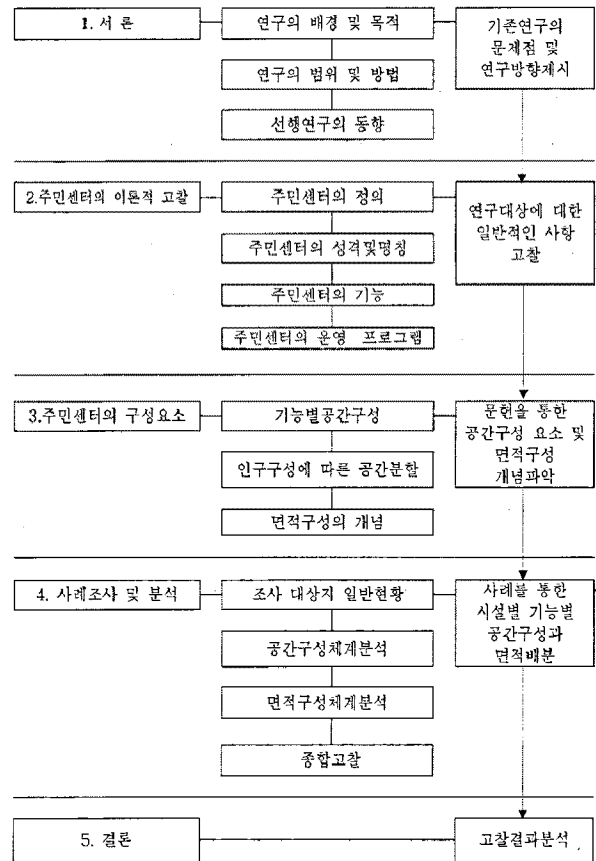 1. 서 론
연구의 배경 및 목적
기존연구의
문제점 및
연구방향제시
연구의 범위 및 방법
선행연구의 동향
2.주민센터의 이론적 고찰
주민센터의 정의
연구대상에 대한
일반적인 사항
고찰
주민센터의 성격및명칭
주민센터의 기능
주민센터의 운영 프로그램
3.주민센터의 구성요소
기능별공간구성
문헌을 통한
공간구성 요소 및
면적구성
개념파악
인구구성에 따른 공간분할
면적구성의 개념
4. 사례조사 및 분석
조사 대상지 일반현황
사례를 통한
시설별 기능별
공간구성과
면적배분
공간구성체계분석
면적구성체계분석
종합고찰
5. 결론
고찰결과분석